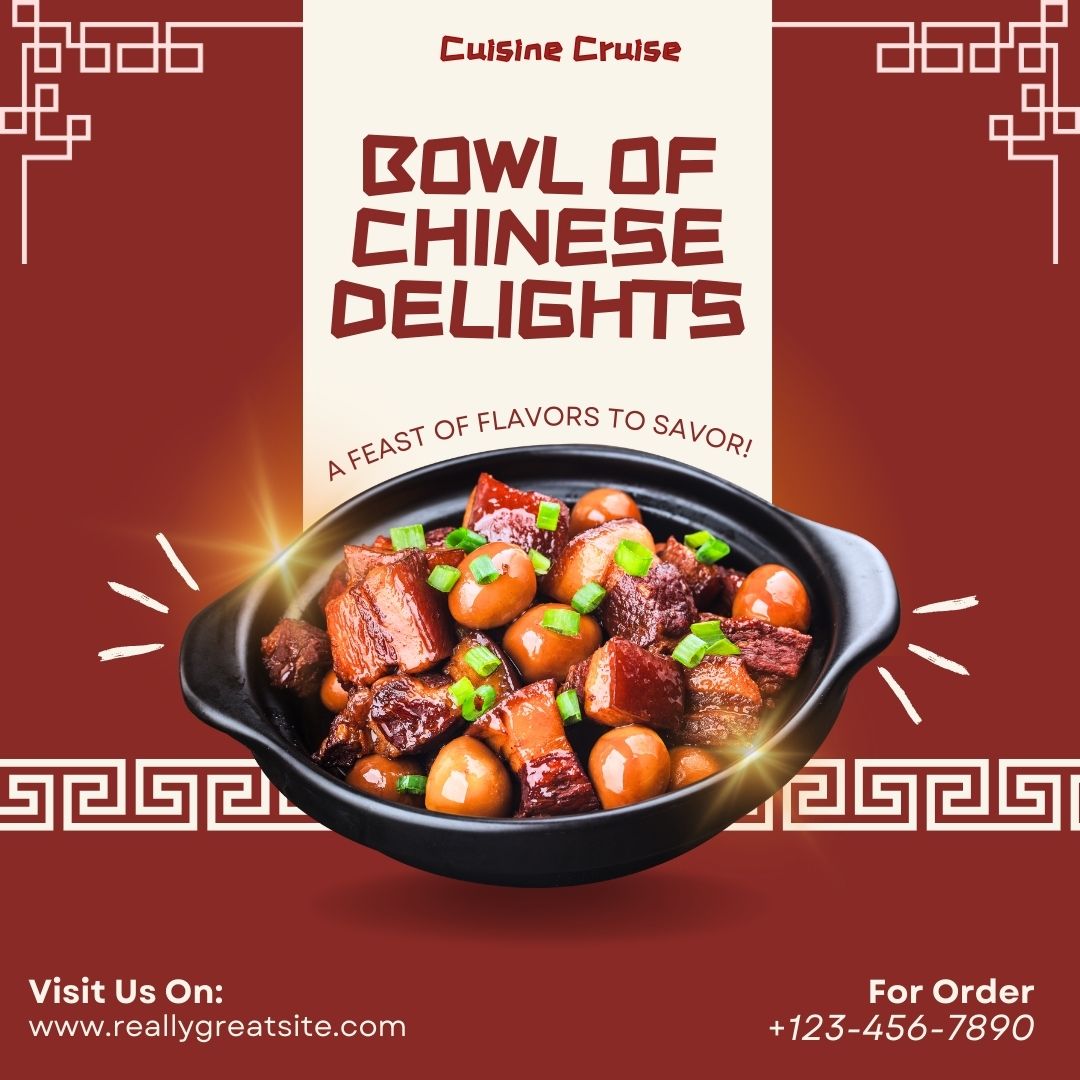 Cuisine Cruise
BOWL OF
CHINESE
DELIGHTS
A FEAST OF FLAVORS TO SAVOR!
Visit Us On:
www.reallygreatsite.com
For Order
+123-456-7890